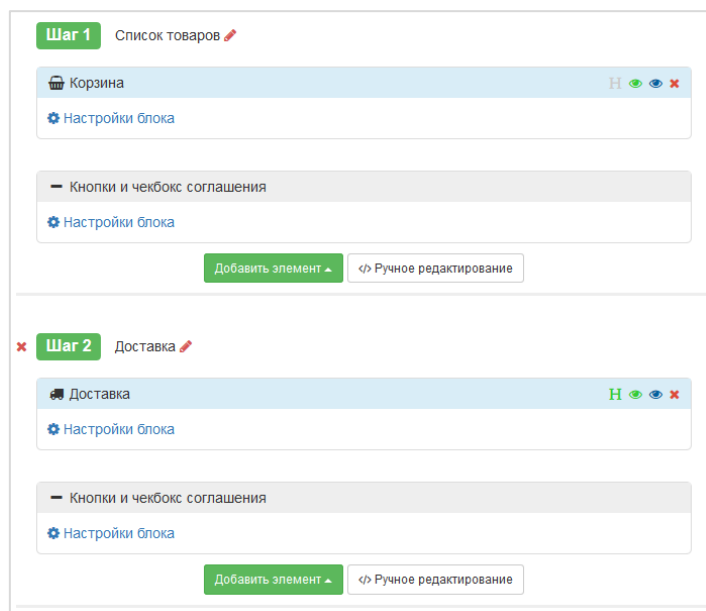 Шаг 1 Список товаров
Корзина H
Настройки блока
Кнопки и чекбокс соглашения
Настройки блока
Добавить элемент </> Ручное редактирование
Шаг 2 Доставка
Доставка H
Настройки блока
Кнопки и чекбокс соглашения
Настройки блока
Добавить элемент </> Ручное редактирование